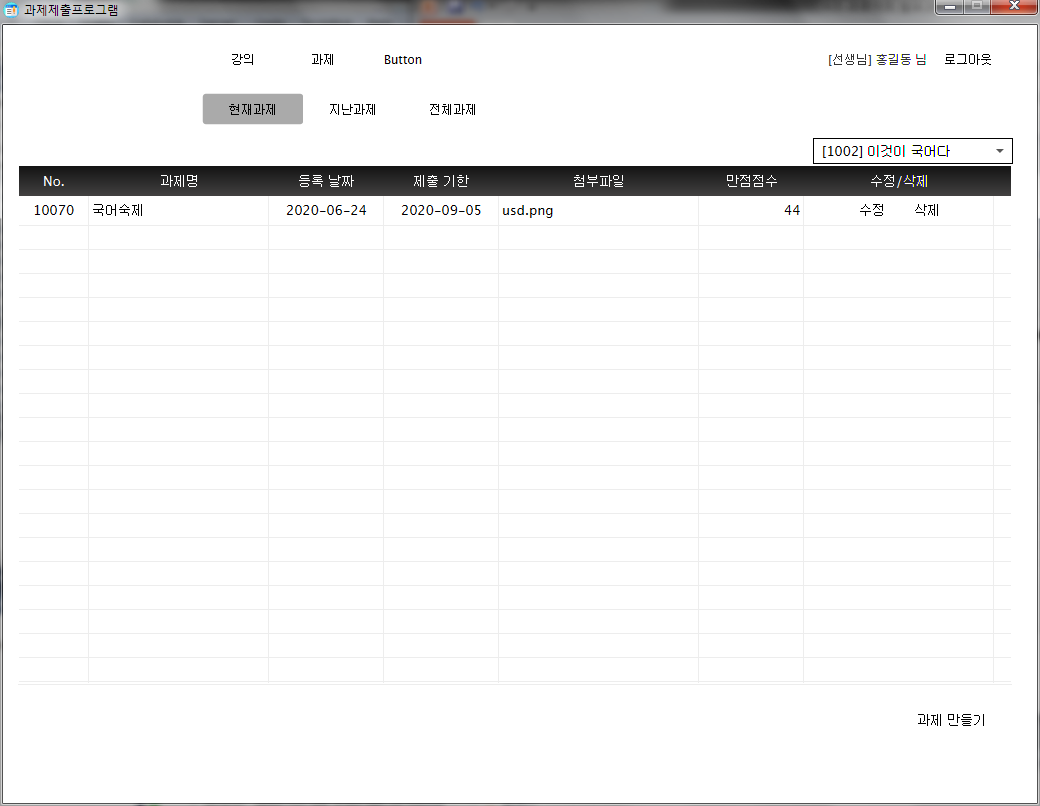 과제제출프로그램
강의 과제 Button [선생님] 홍길동 님 로그아웃
현재과제 지난과제 전체과제
[1002] 이것이 국어다
No. 과제명 등록 날짜 제출 기한 첨부파일 만점점수 수정/삭제
10070 국어숙제 2020-06-24 2020-09-05 usd.png 44 수정 삭제
과제 만들기